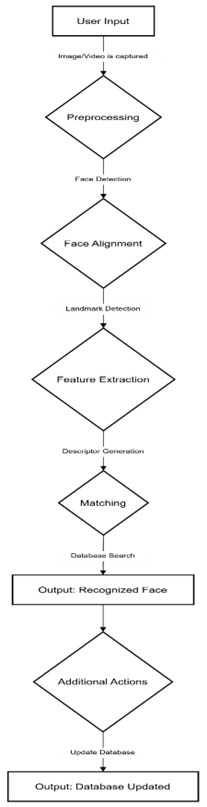 User Input
Image/Video is captured
Preprocessing
Face Detection
Face Alignment
Landmark Detection
Feature Extraction
Descriptor Generation
Matching
Database Search
Output: Recognized Face
Additional Actions
Update Database
Output: Database Updated